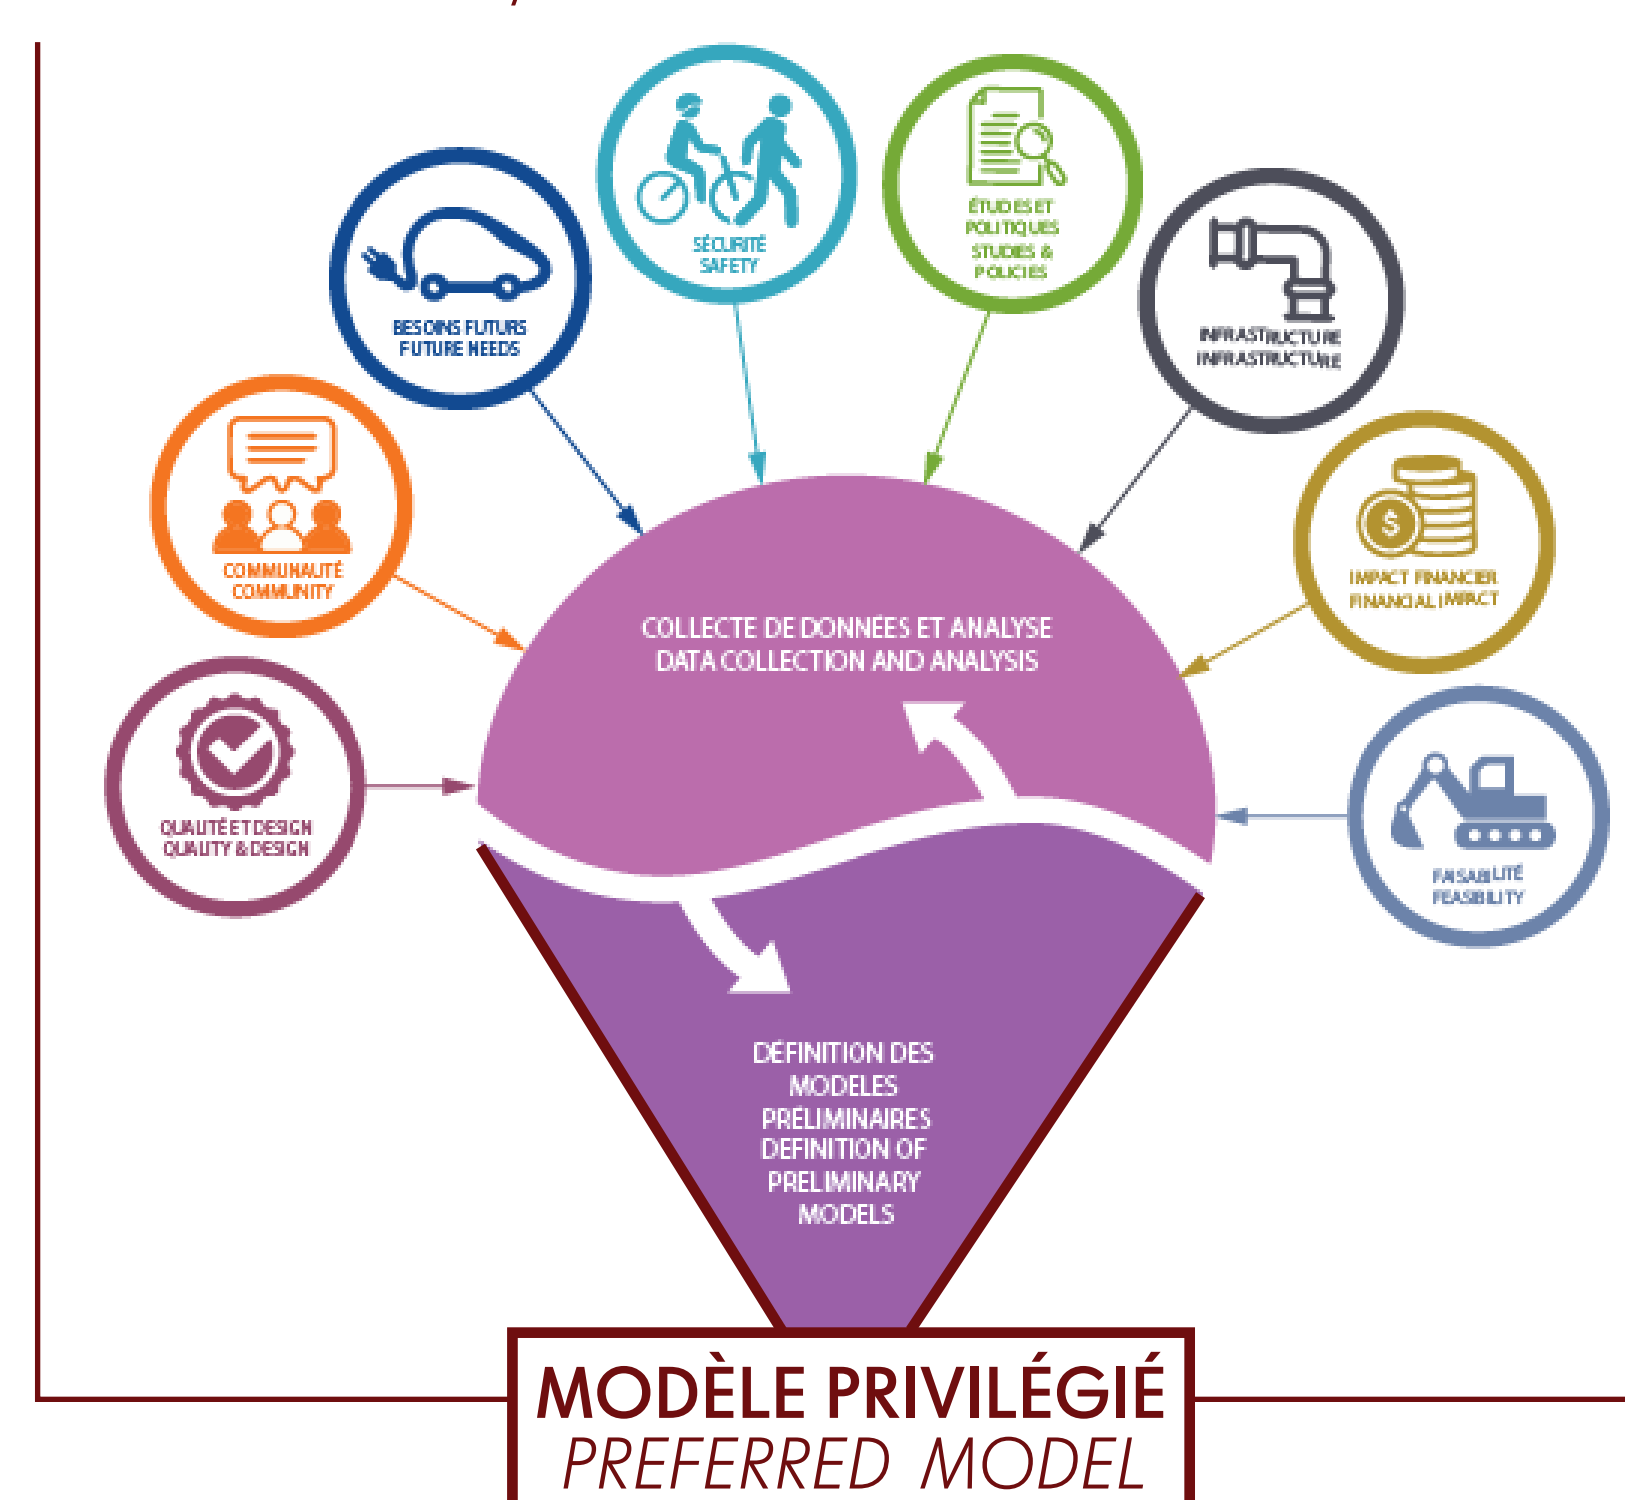 SÉCURITÉ
SAFETY
ÉTUDES ET
POLITIQUES
STUDIES &
POLICIES
BESOINS FUTURS
FUTURE NEEDS
INFRASTRUCTURE
INFRASTRUCTURE
COMMUNAUTÉ
COMMUNITY
IMPACT FINANCIER
FINANCIAL IMPACT
$
QUALITÉ ET DESIGN
QUALITY & DESIGN
FAISABILITÉ
FEASIBILITY
COLLECTE DE DONNÉES ET ANALYSE
DATA COLLECTION AND ANALYSIS
DÉFINITION DES
MODELES
PRÉLIMINAIRES
DEFINITION OF
PRELIMINARY
MODELS
MODÈLE PRIVILÉGIÉ
PREFERRED MODEL